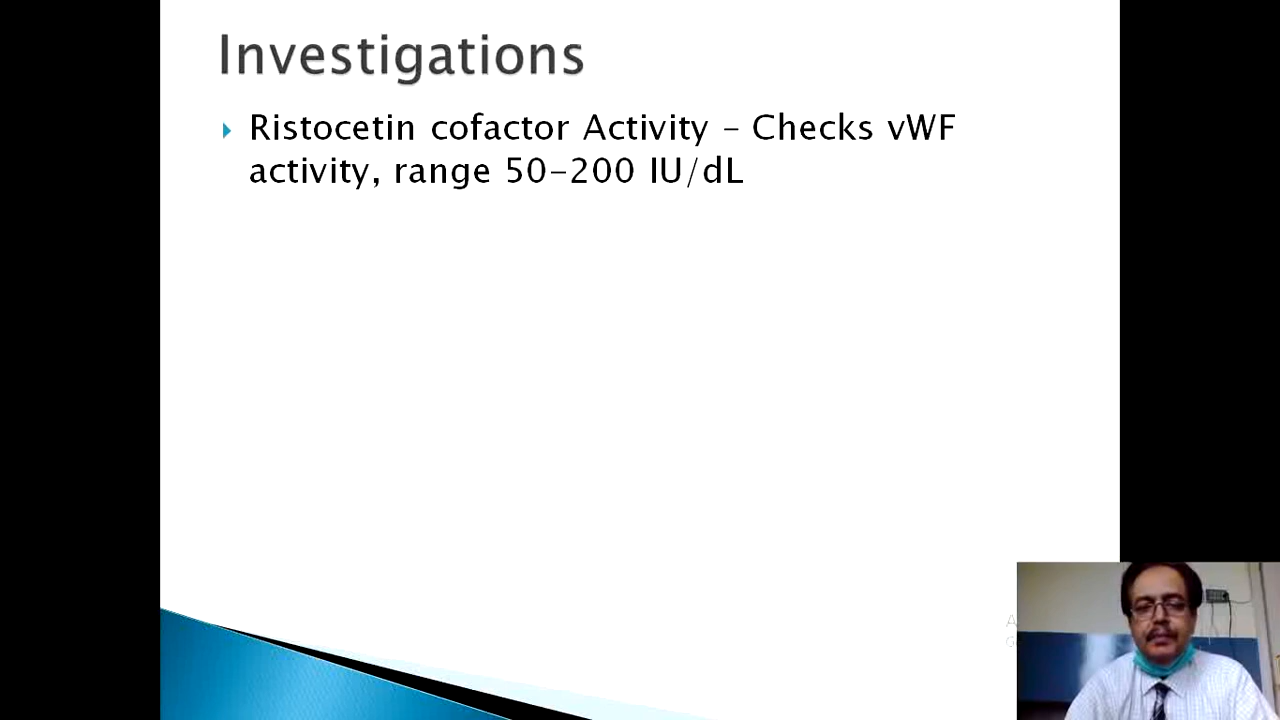 Investigations
Ristocetin cofactor Activity – Checks vWF
activity, range 50-200 IU/dL